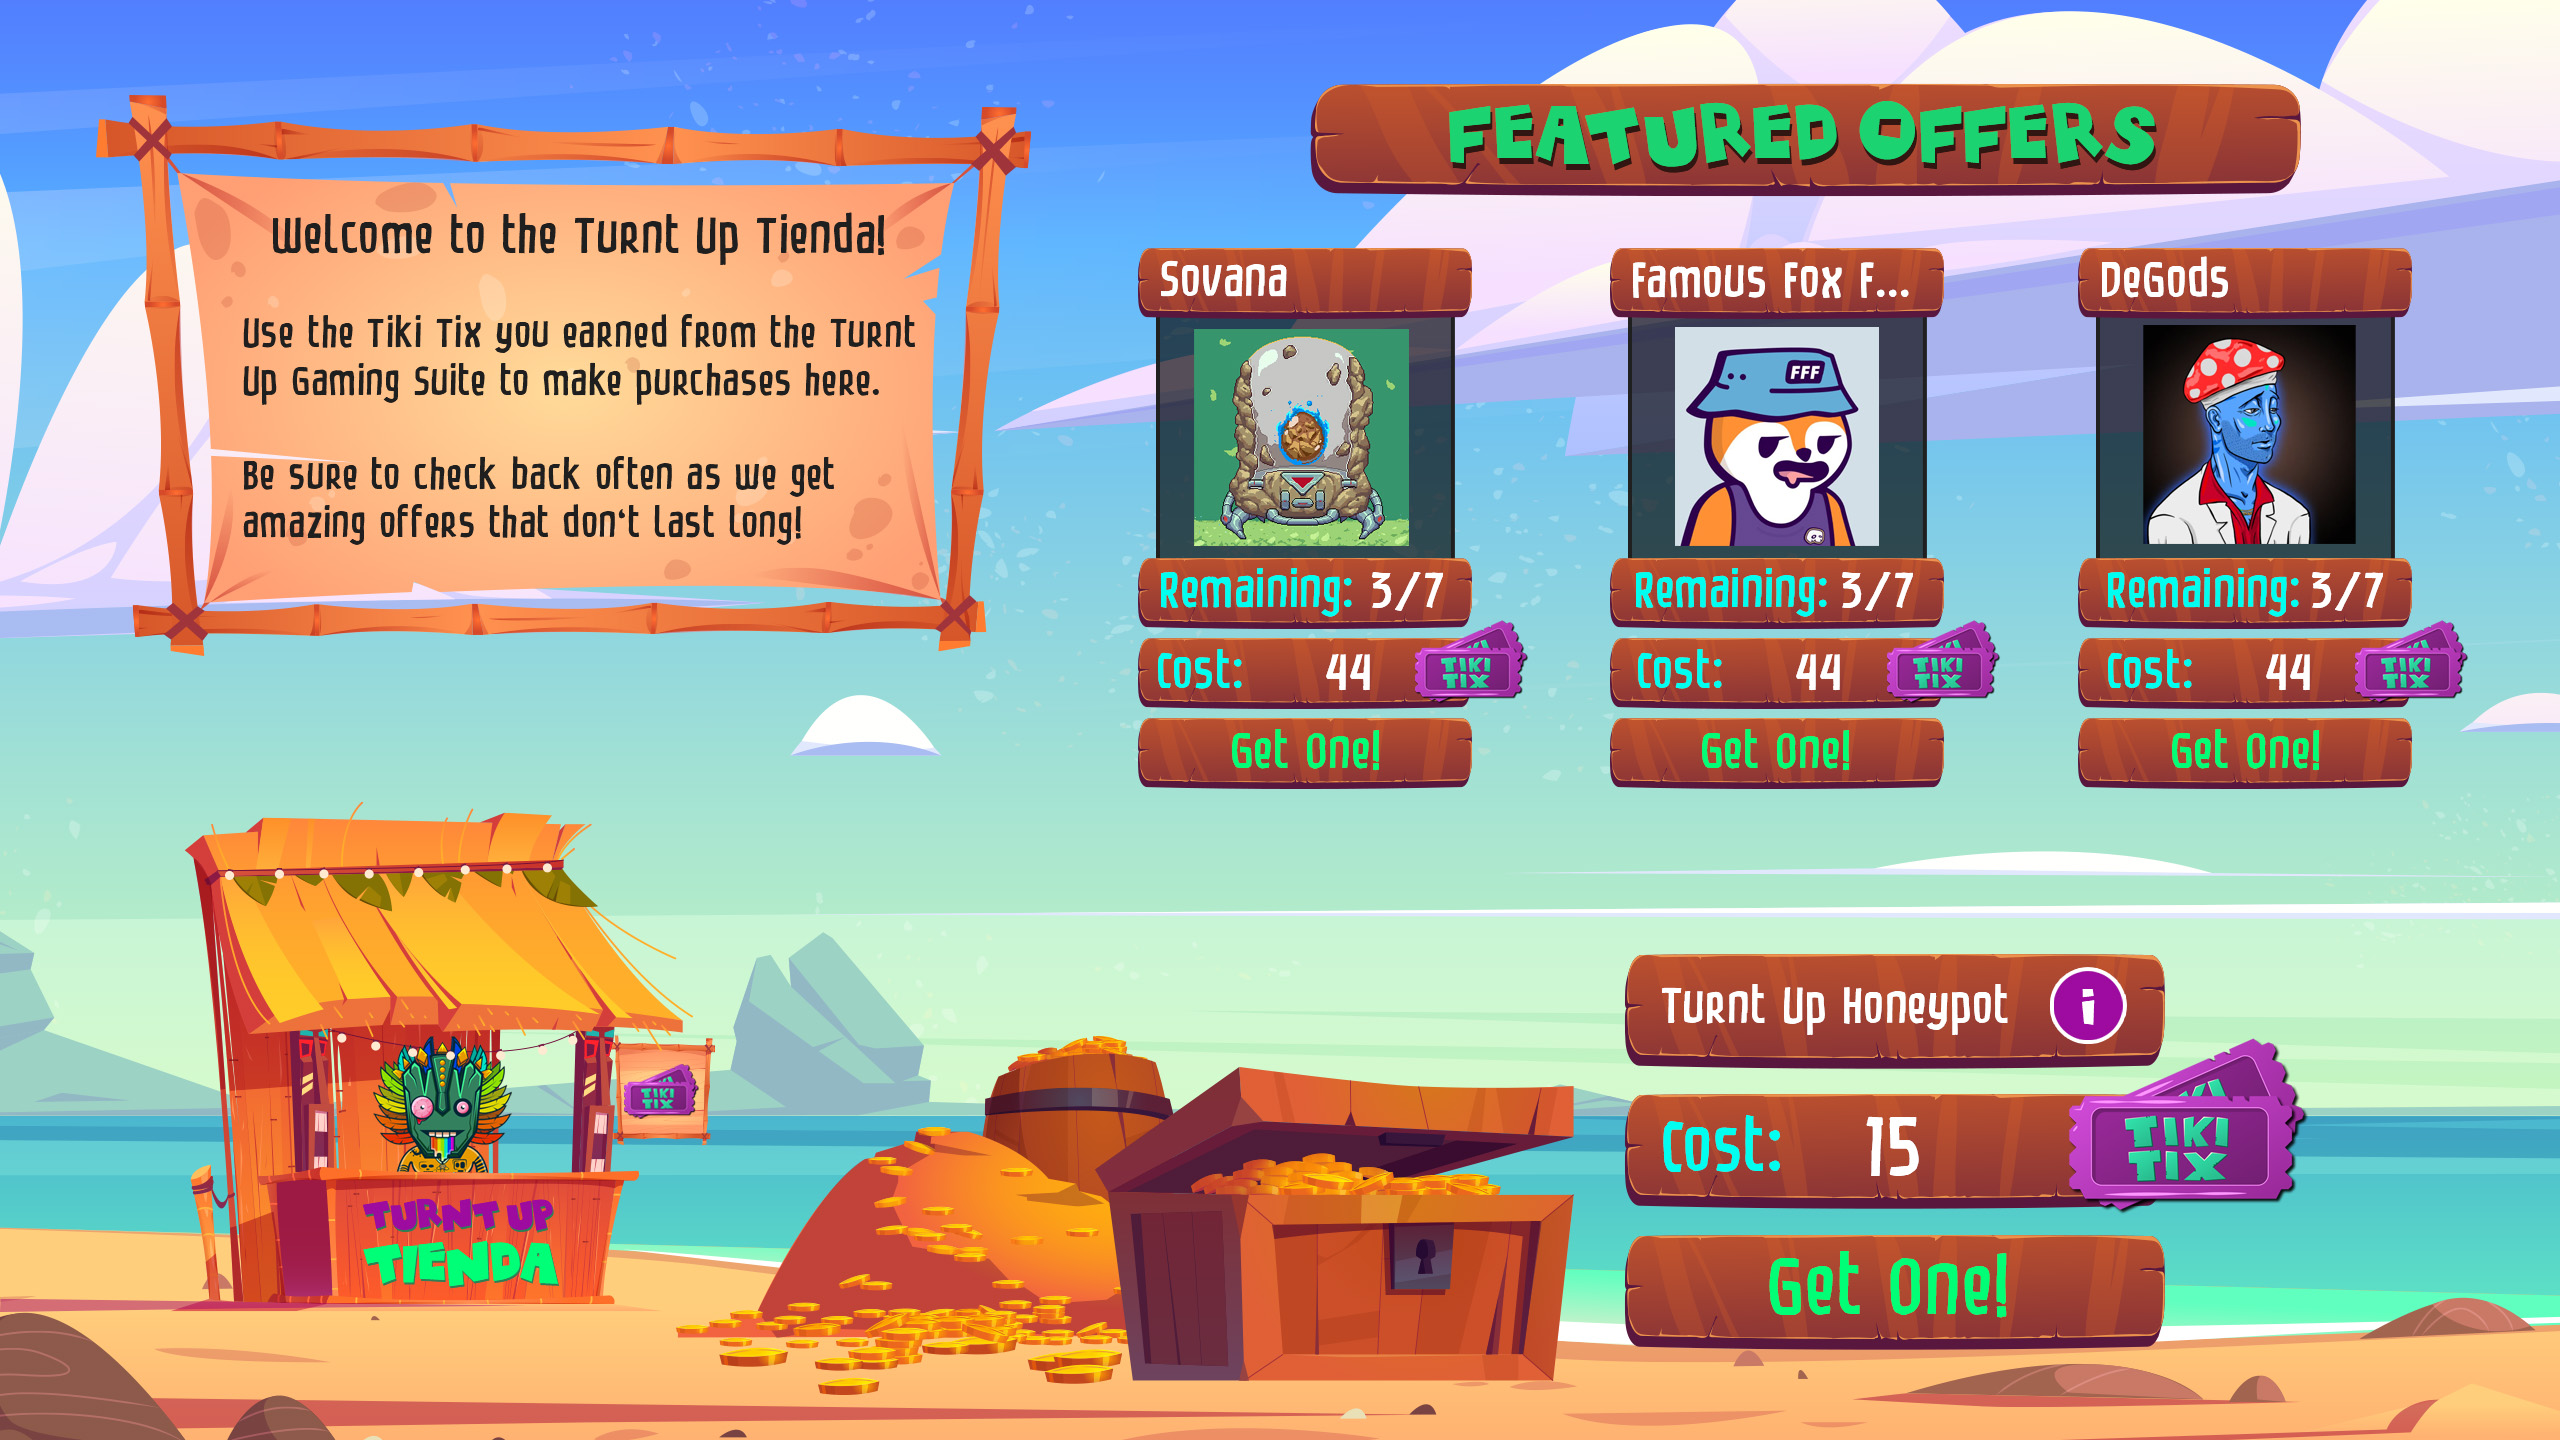 Welcome to the Turnt Up Tienda!
Use the Tiki Tix you earned from the Turnt
Up Gaming Suite to make purchases here.
Be sure to check back often as we get
amazing offers that don't last long!
FEATURED OFFERS
Sovana
Remaining: 3/7
Cost: 44
TIKI
TIX
Get One!
Famous Fox F...
FFF
Remaining: 3/7
Cost: 44
TIKI
TIX
Get One!
DeGods
Remaining: 3/7
Cost: 44
TIKI
TIX
Get One!
TIKI
TIX
TURNT UP
TIENDA
Turnt Up Honeypot
i
Cost: 15
TIKI
TIX
Get One!